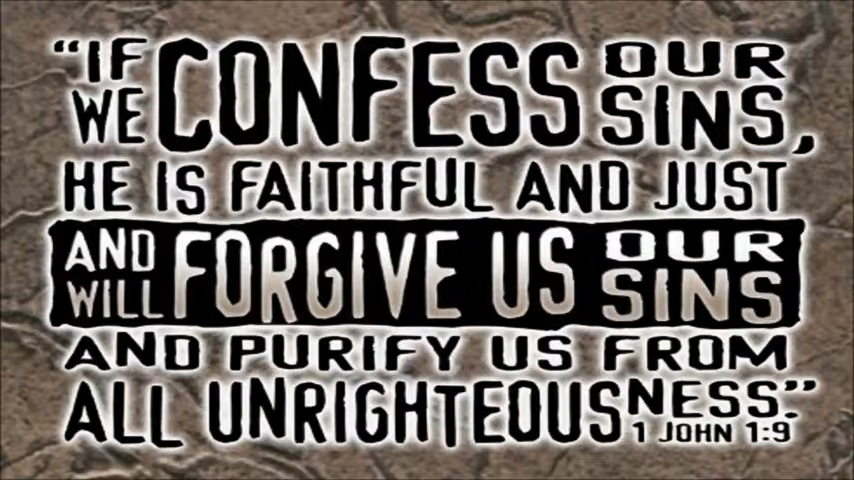 “IF WE CONFESS OUR SINS,
HE IS FAITHFUL AND JUST
AND WILL FORGIVE US OUR SINS
AND PURIFY US FROM
ALL UNRIGHTEOUSNESS.”
1 JOHN 1:9